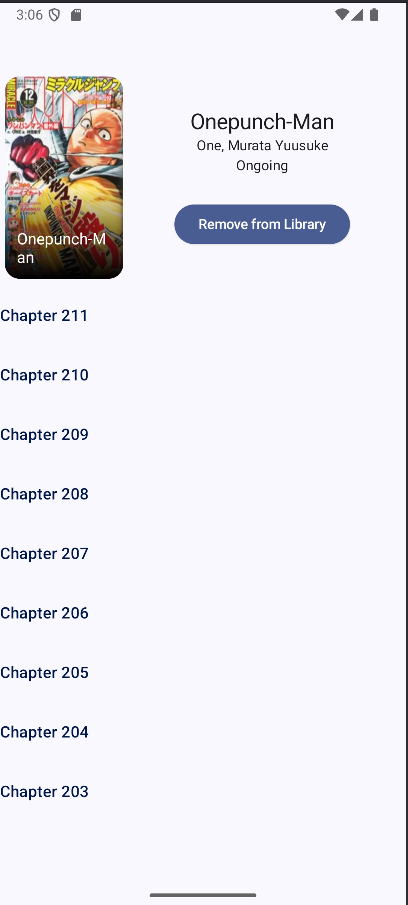 3:06
ミラクルジャンプ
12
Onepunch-Man
One, Murata Yuusuke
Ongoing
Remove from Library
Onepunch-M
an
Chapter 211
Chapter 210
Chapter 209
Chapter 208
Chapter 207
Chapter 206
Chapter 205
Chapter 204
Chapter 203